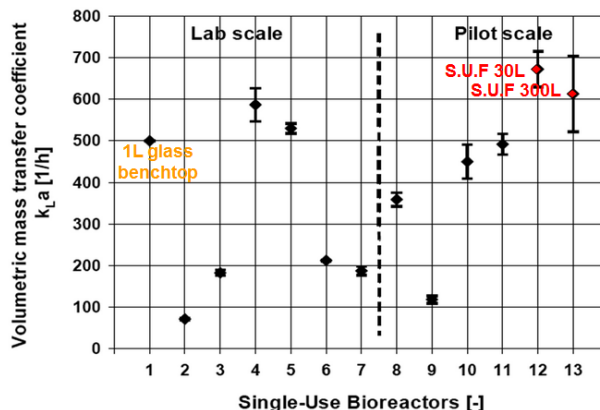 Volumetric mass transfer coefficient
kLa [1/h]
800
700
600
500
400
300
200
100
0
Lab scale
Pilot scale
S.U.F 30L
S.U.F 300L
1L glass
benchtop
1 2 3 4 5 6 7 8 9 10 11 12 13
Single-Use Bioreactors [-]